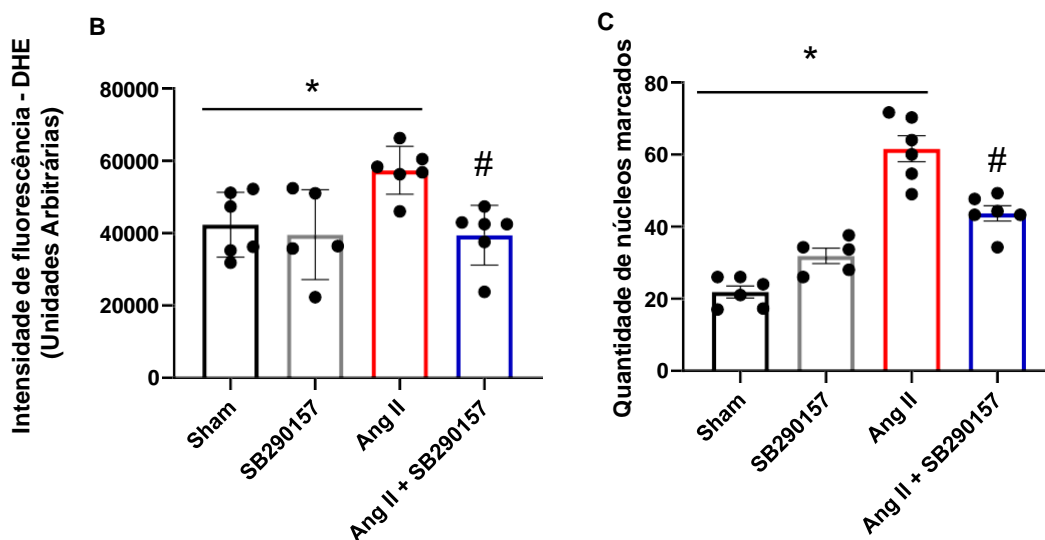 B
Intensidade de fluorescência - DHE
(Unidades Arbitrárias)
80000
60000
40000
20000
0
*
#
Sham
SB290157
Ang II
Ang II + SB290157
C
Quantidade de núcleos marcados
80
60
40
20
0
*
#
Sham
SB290157
Ang II
Ang II + SB290157